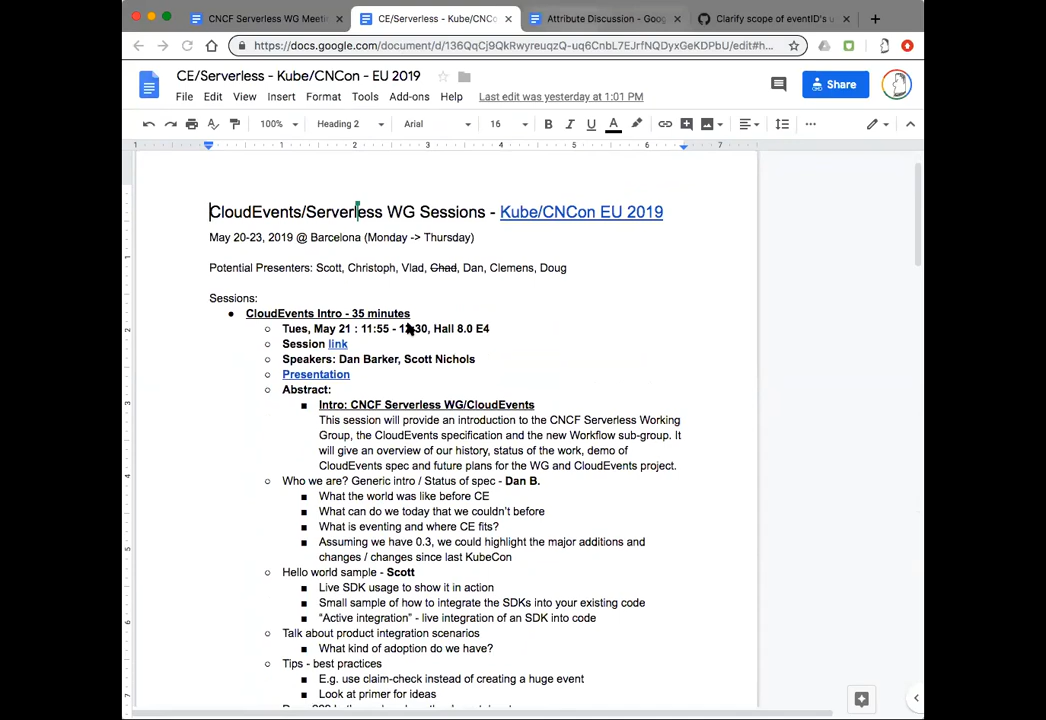 CNCF Serverless WG Meeti
CE/Serverless - Kube/CNCo
Attribute Discussion - Goog
Clarify scope of eventID's u
https://docs.google.com/document/d/136QqCj9QkRwyreuqzQ-uq6CnbL7EJrfNQDyxGeKDPbU/edit#h...
CE/Serverless - Kube/CNCon - EU 2019
File Edit View Insert Format Tools Add-ons Help Last edit was yesterday at 1:01 PM
Share
100% Heading 2 Arial 16 B I U A
1 1 2 3 4 5 6 7
CloudEvents/Serverless WG Sessions - Kube/CNCon EU 2019
May 20-23, 2019 @ Barcelona (Monday -> Thursday)
Potential Presenters: Scott, Christoph, Vlad, Chad, Dan, Clemens, Doug
Sessions:
● CloudEvents Intro - 35 minutes
○ Tues, May 21 : 11:55 - 12:30, Hall 8.0 E4
○ Session link
○ Speakers: Dan Barker, Scott Nichols
○ Presentation
○ Abstract:
■ Intro: CNCF Serverless WG/CloudEvents
This session will provide an introduction to the CNCF Serverless Working
Group, the CloudEvents specification and the new Workflow sub-group. It
will give an overview of our history, status of the work, demo of
CloudEvents spec and future plans for the WG and CloudEvents project.
○ Who we are? Generic intro / Status of spec - Dan B.
■ What the world was like before CE
■ What can do we today that we couldn't before
■ What is eventing and where CE fits?
■ Assuming we have 0.3, we could highlight the major additions and
changes / changes since last KubeCon
○ Hello world sample - Scott
■ Live SDK usage to show it in action
■ Small sample of how to integrate the SDKs into your existing code
■ "Active integration" - live integration of an SDK into code
○ Talk about product integration scenarios
■ What kind of adoption do we have?
○ Tips - best practices
■ E.g. use claim-check instead of creating a huge event
■ Look at primer for ideas